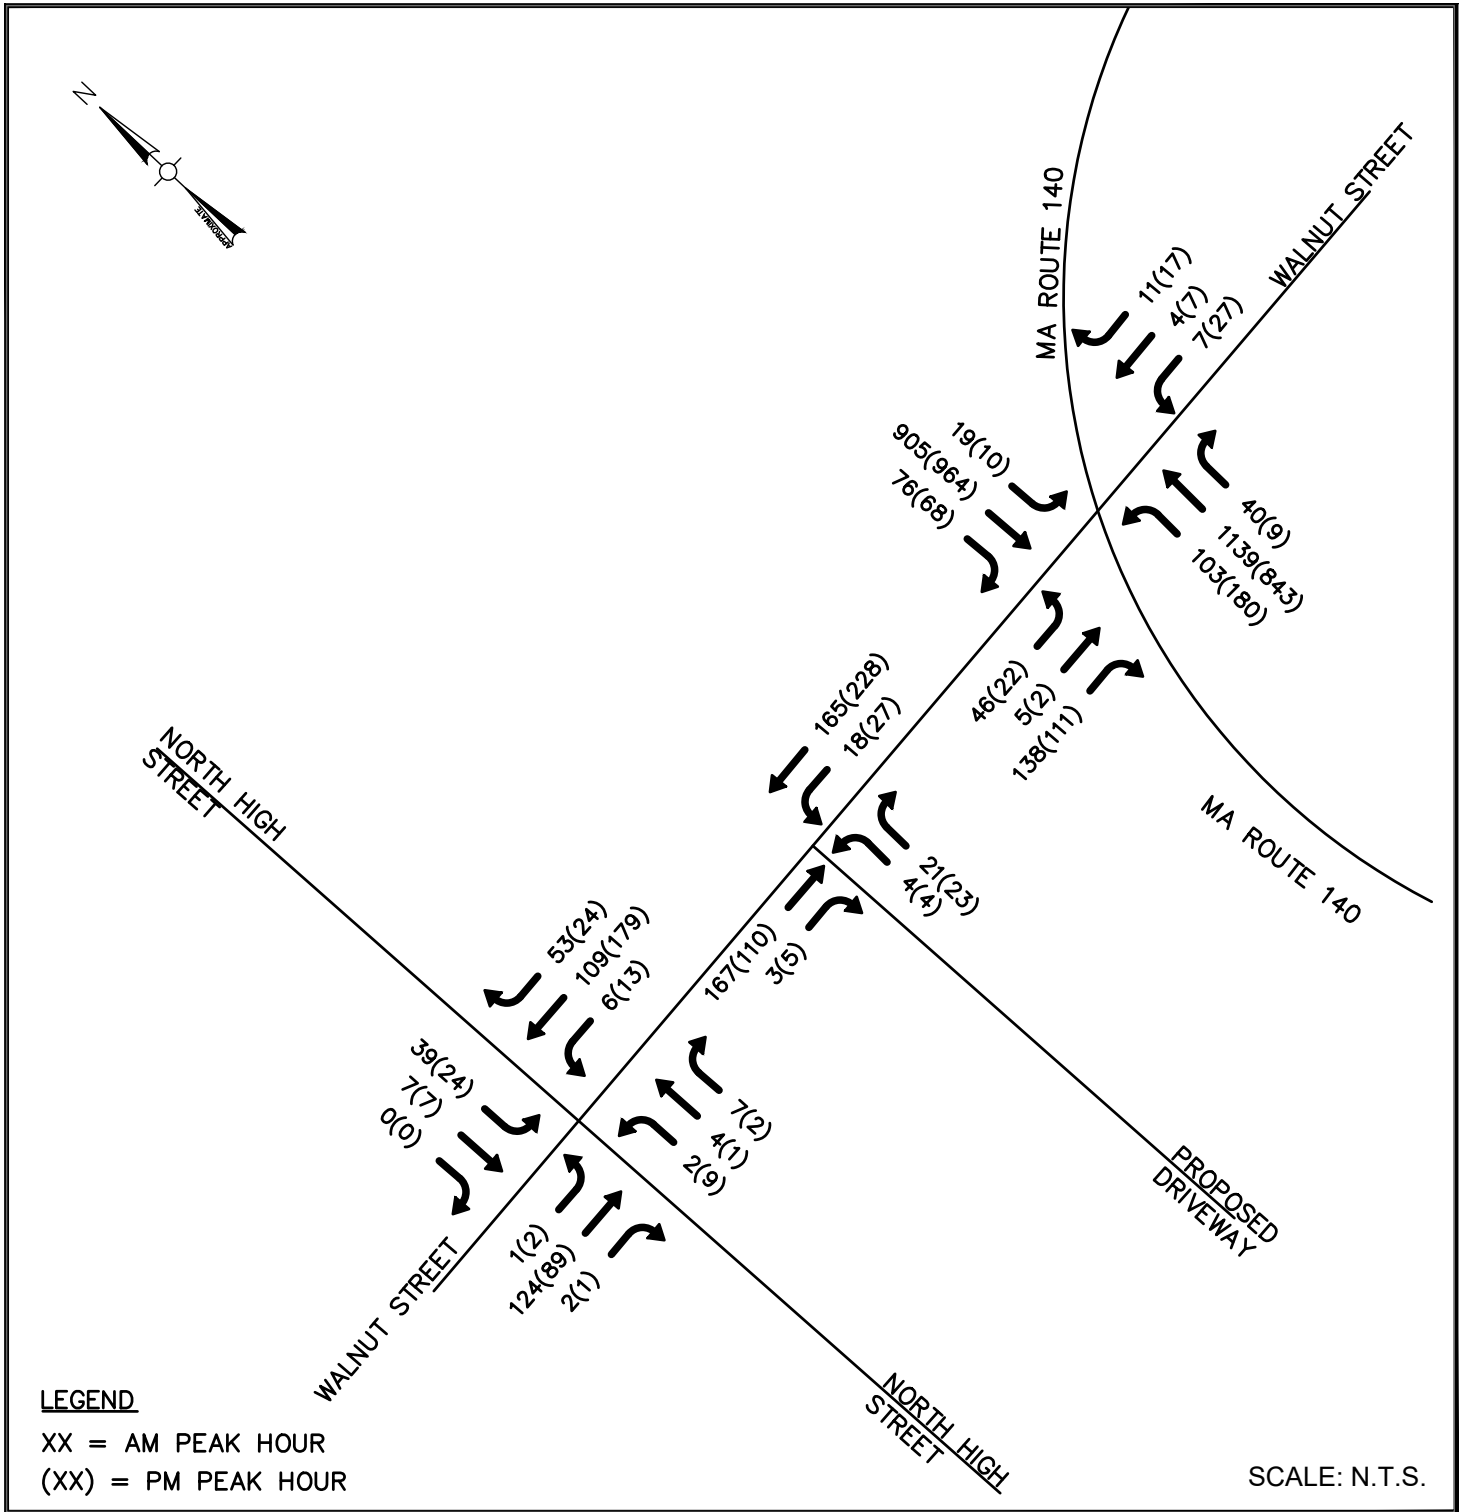 N
APPROXIMATE
MA ROUTE 140
WALNUT STREET
11(17)
4(7)
7(27)
19(10)
905(964)
76(68)
40(9)
1139(843)
103(180)
46(22)
5(2)
138(111)
165(228)
18(27)
MA ROUTE 140
NORTH HIGH
STREET
21(23)
4(4)
167(110)
3(5)
53(24)
109(179)
6(13)
39(24)
7(7)
0(0)
7(2)
4(1)
2(9)
1(2)
124(89)
2(1)
PROPOSED
DRIVEWAY
WALNUT STREET
NORTH HIGH
STREET
LEGEND
XX = AM PEAK HOUR
(XX) = PM PEAK HOUR
SCALE: N.T.S.